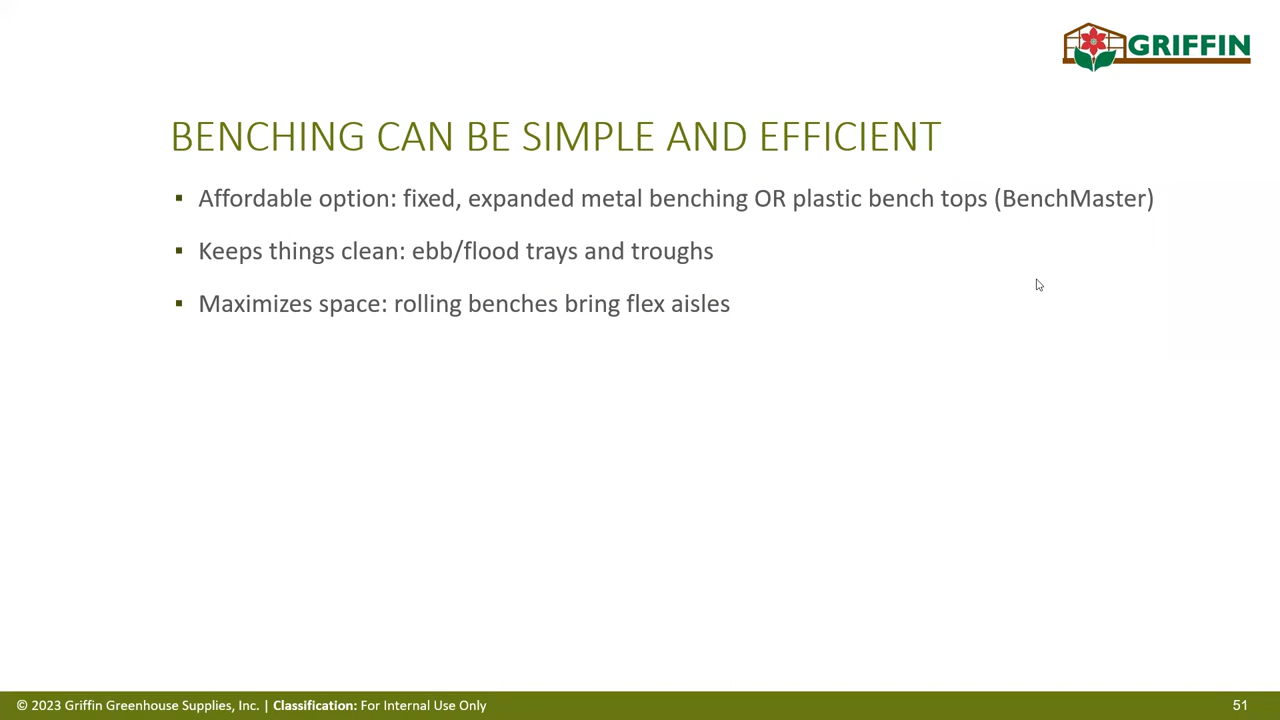 GRIFFIN
BENCHING CAN BE SIMPLE AND EFFICIENT
▪ Affordable option: fixed, expanded metal benching OR plastic bench tops (BenchMaster)
▪ Keeps things clean: ebb/flood trays and troughs
▪ Maximizes space: rolling benches bring flex aisles
© 2023 Griffin Greenhouse Supplies, Inc. | Classification: For Internal Use Only
51